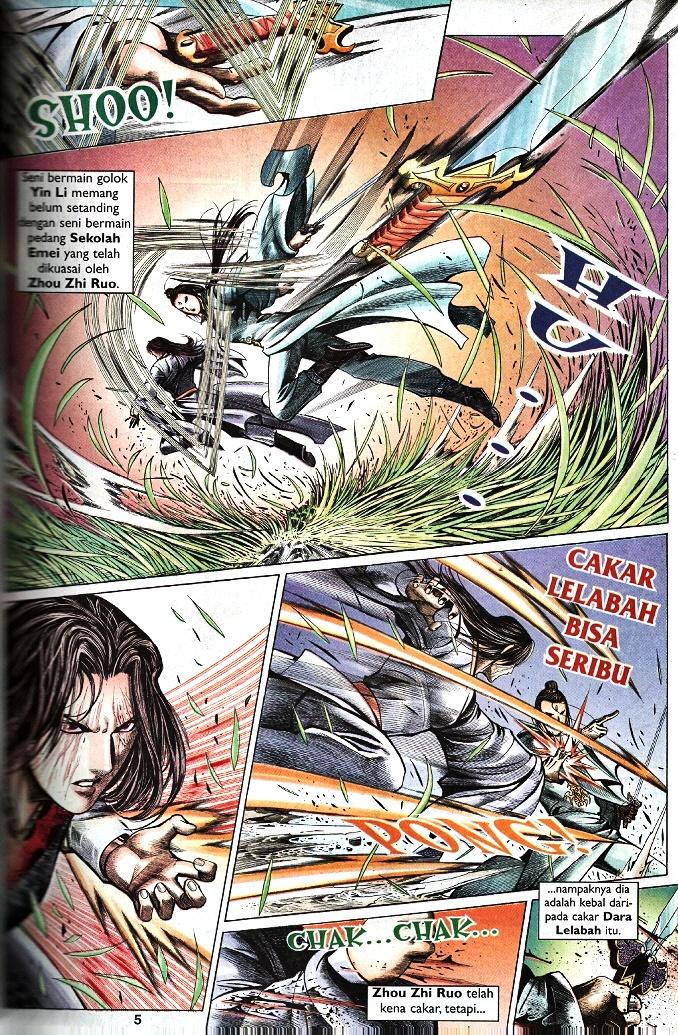 SHOO!
Seni bermain golok
Yin Li memang
belum setanding
dengan seni bermain
pedang Sekolah
Emei yang telah
dikuasai oleh
Zhou Zhi Ruo.
HU...
CAKAR
LELABAH
BISA
SERIBU
PONG!
CHAK...CHAK...
Zhou Zhi Ruo telah
kena cakar, tetapi...
...nampaknya dia
adalah kebal dari-
pada cakar Dara
Lelabah itu.
5